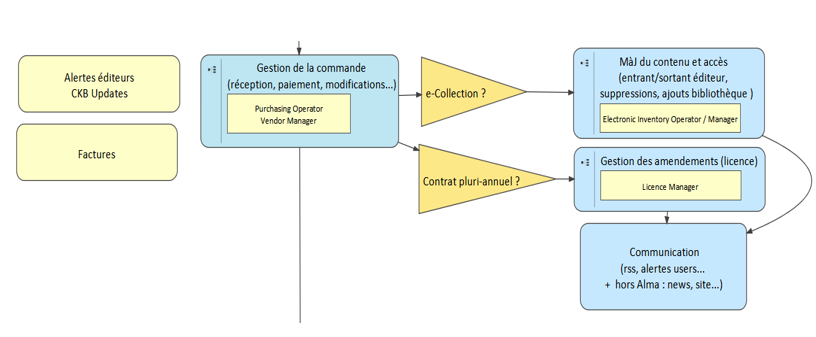 Alertes éditeurs
CKB Updates
Factures
Gestion de la commande
(réception, paiement, modifications...)
Purchasing Operator
Vendor Manager
e-Collection ?
Contrat pluri-annuel ?
MàJ du contenu et accès
(entrant/sortant éditeur,
suppressions, ajouts bibliothèque )
Electronic Inventory Operator / Manager
Gestion des amendements (licence)
Licence Manager
Communication
(rss, alertes users...
+ hors Alma : news, site...)